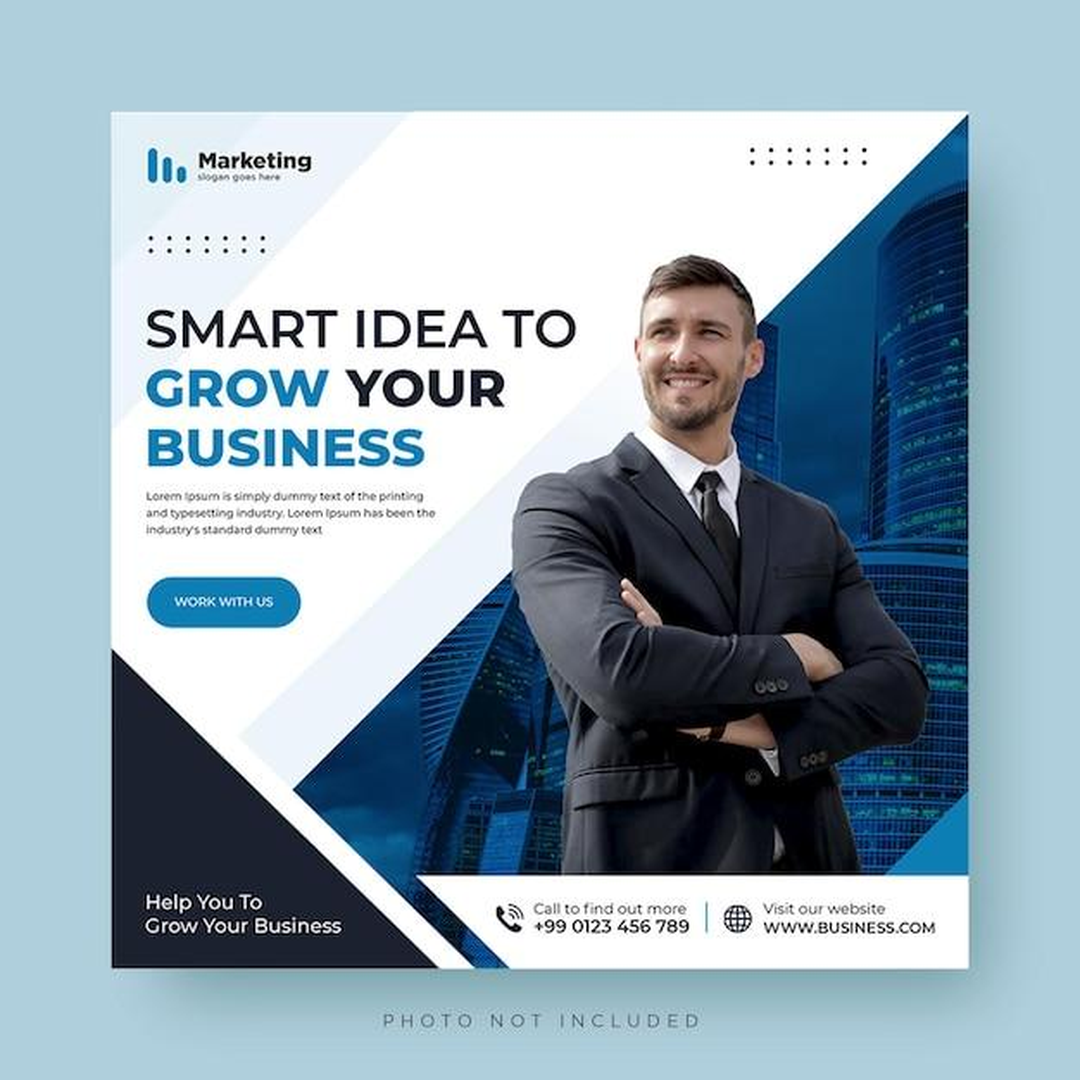 Marketing
slogan goes here
SMART IDEA TO
GROW YOUR
BUSINESS
Lorem Ipsum is simply dummy text of the printing
and typesetting industry. Lorem Ipsum has been the
industry's standard dummy text
WORK WITH US
Help You To
Grow Your Business
Call to find out more
+99 0123 456 789
Visit our website
WWW.BUSINESS.COM
PHOTO NOT INCLUDED